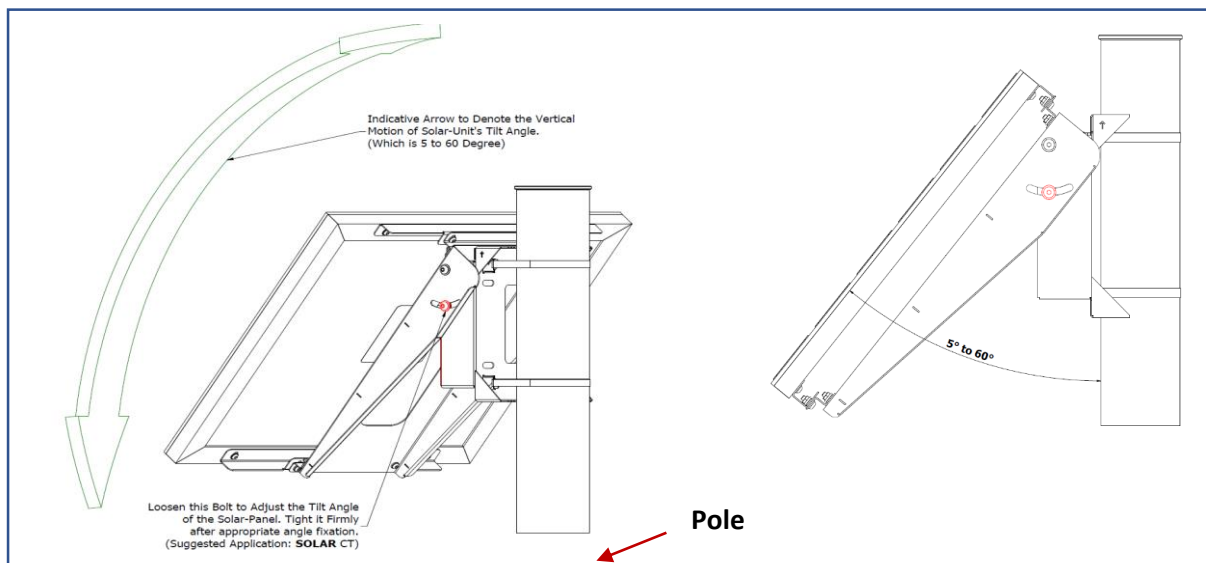 Indicative Arrow to Denote the Vertical
Motion of Solar-Unit's Tilt Angle.
(Which is 5 to 60 Degree)
5° to 60°
Loosen this Bolt to Adjust the Tilt Angle
of the Solar-Panel. Tight it Firmly
after appropriate angle fixation.
(Suggested Application: SOLAR CT)
Pole